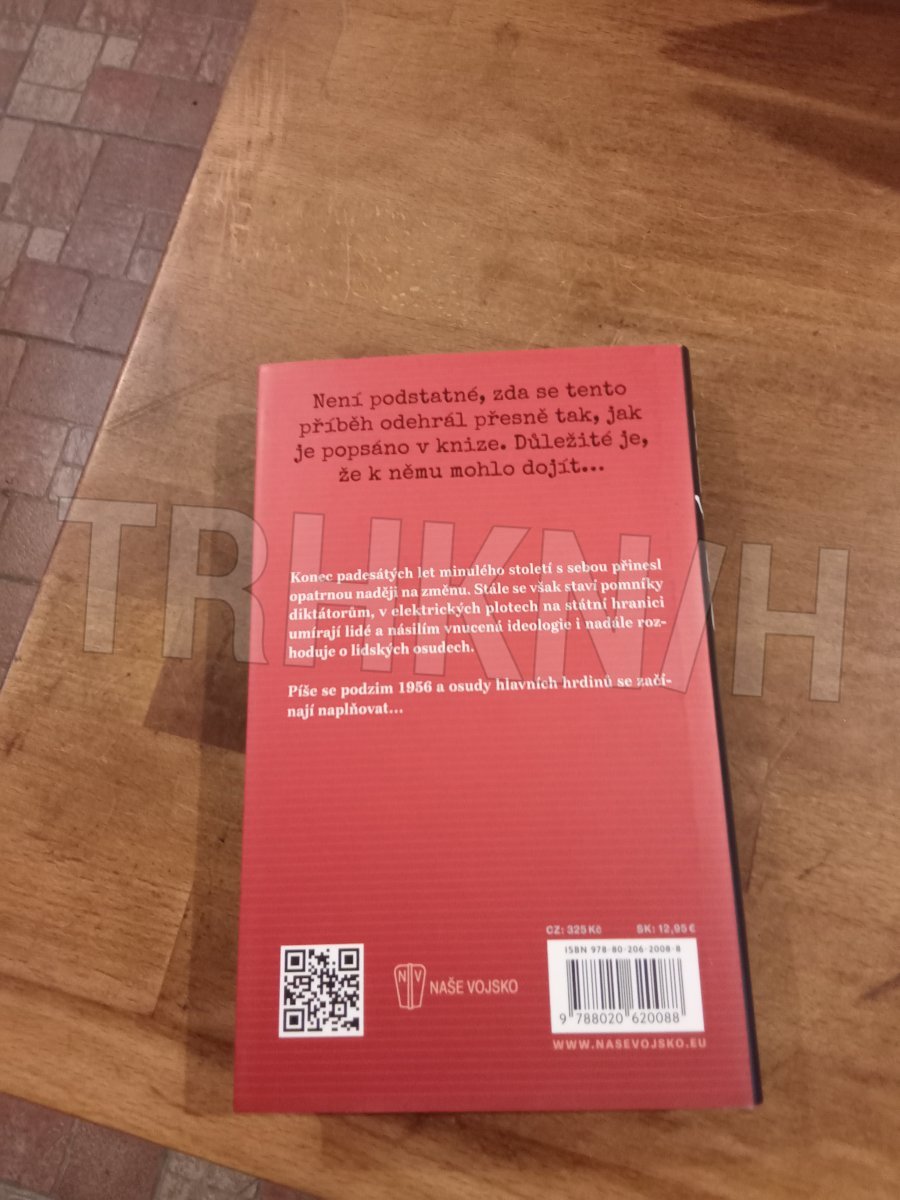 Není podstatné, zda se tento
příběh odehrál přesně tak, jak
je popsáno v knize. Důležité je,
že k němu mohlo dojít...
Konec padesátých let minulého století s sebou přinesl
opatrnou naději na změnu. Stále se však staví pomníky
diktátorům, v elektrických plotech na státní hranici
umírají lidé a násilím vnucená ideologie i nadále roz-
hoduje o lidských osudech.
Píše se podzim 1956 a osudy hlavních hrdinů se začí-
nají naplňovat...
TRHKNIH
CZ: 325 Kč SK: 12,95 €
ISBN 978-80-206-2008-8
NV NAŠE VOJSKO
9 788020 620088
WWW.NASEVOJSKO.EU